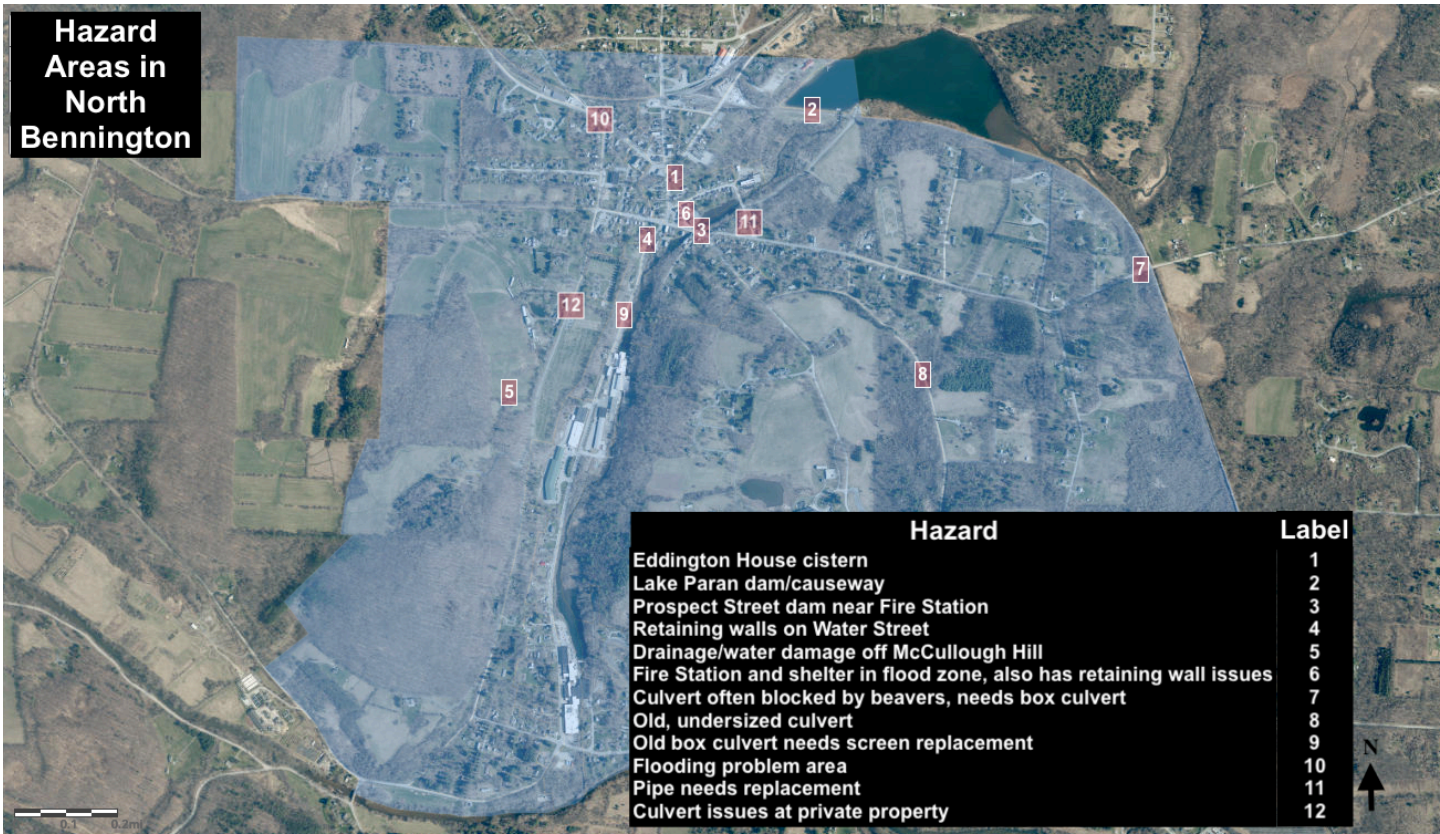 Hazard
Areas in
North
Bennington
10
2
1
6
3
11
4
7
12
9
8
5
Hazard Label
Eddington House cistern 1
Lake Paran dam/causeway 2
Prospect Street dam near Fire Station 3
Retaining walls on Water Street 4
Drainage/water damage off McCullough Hill 5
Fire Station and shelter in flood zone, also has retaining wall issues 6
Culvert often blocked by beavers, needs box culvert 7
Old, undersized culvert 8
Old box culvert needs screen replacement 9
Flooding problem area 10
Pipe needs replacement 11
Culvert issues at private property 12
N
0.1 0.2mi